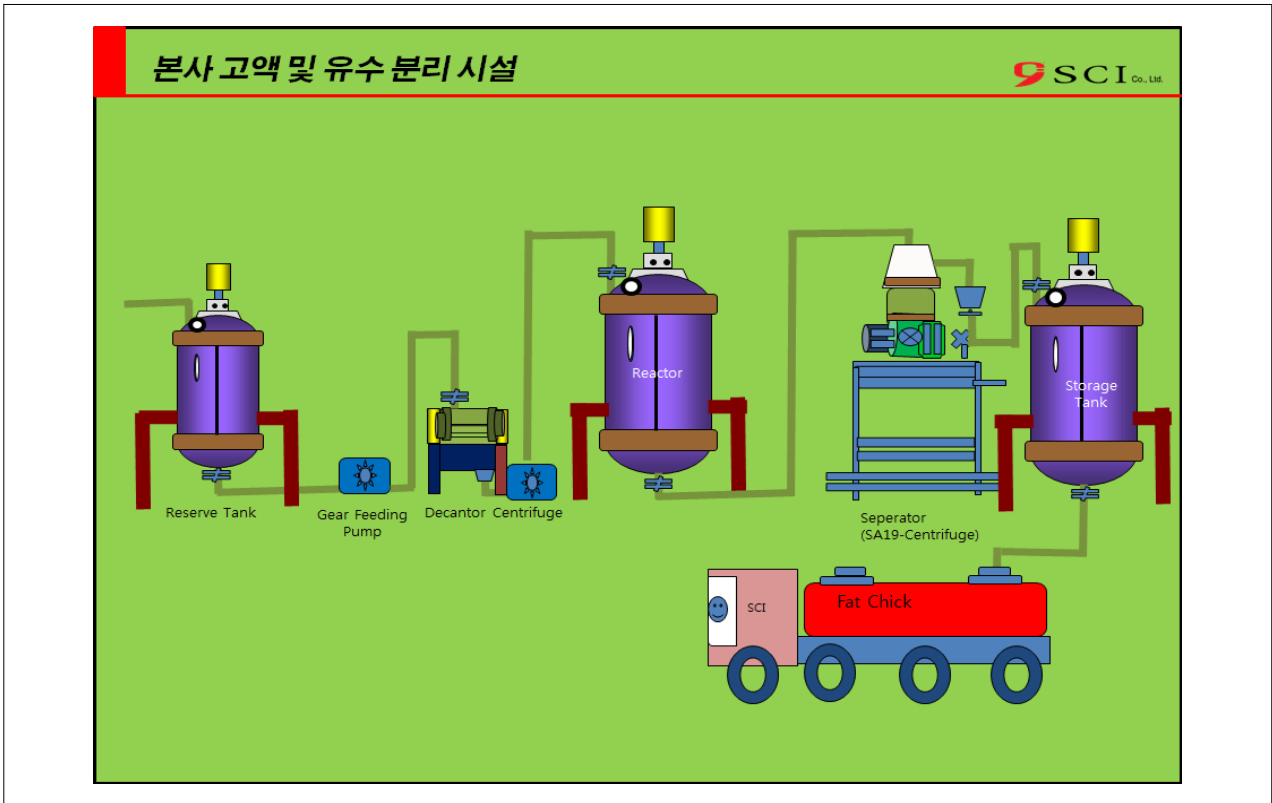 본사 고액 및 유수 분리 시설
SCI Co., Ltd.
Reactor
Storage
Tank
Reserve Tank
Gear Feeding
Pump
Decantor Centrifuge
Seperator
(SA19-Centrifuge)
SCI
Fat Chick